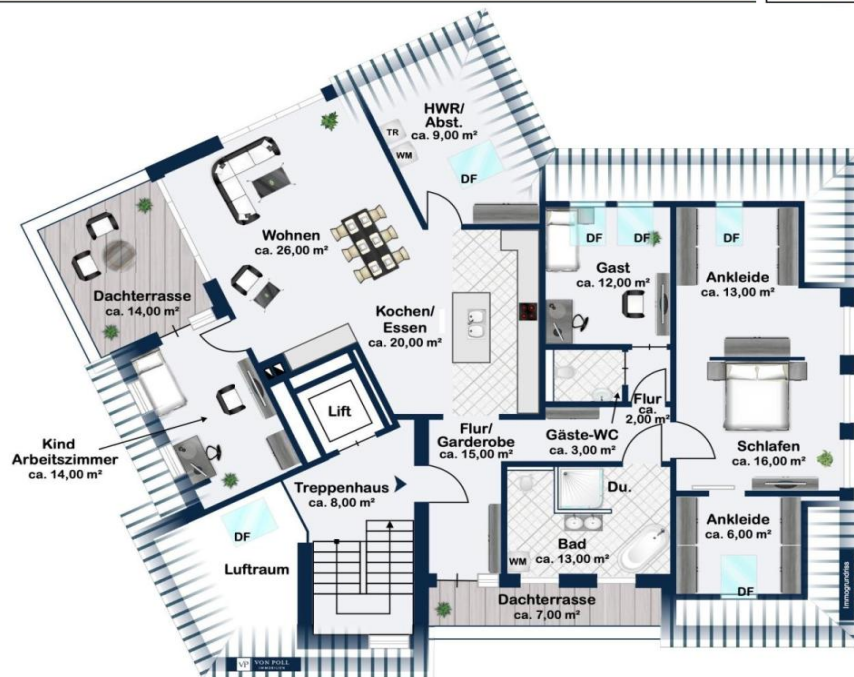 HWR/
Abst.
ca. 9,00 m²
TR
WM
DF
Wohnen
ca. 26,00 m²
Dachterrasse
ca. 14,00 m²
Kochen/
Essen
ca. 20,00 m²
DF
DF
Gast
ca. 12,00 m²
DF
Ankleide
ca. 13,00 m²
Kind
Arbeitszimmer
ca. 14,00 m²
Lift
Flur/
Garderobe
ca. 15,00 m²
Gäste-WC
ca. 3,00 m²
Flur
ca.
2,00 m²
Schlafen
ca. 16,00 m²
Treppenhaus
ca. 8,00 m²
Du.
Bad
ca. 13,00 m²
WM
Ankleide
ca. 6,00 m²
DF
DF
Luftraum
Dachterrasse
ca. 7,00 m²
VP VON POLL
IMMOBILIEN
Immogrundriss